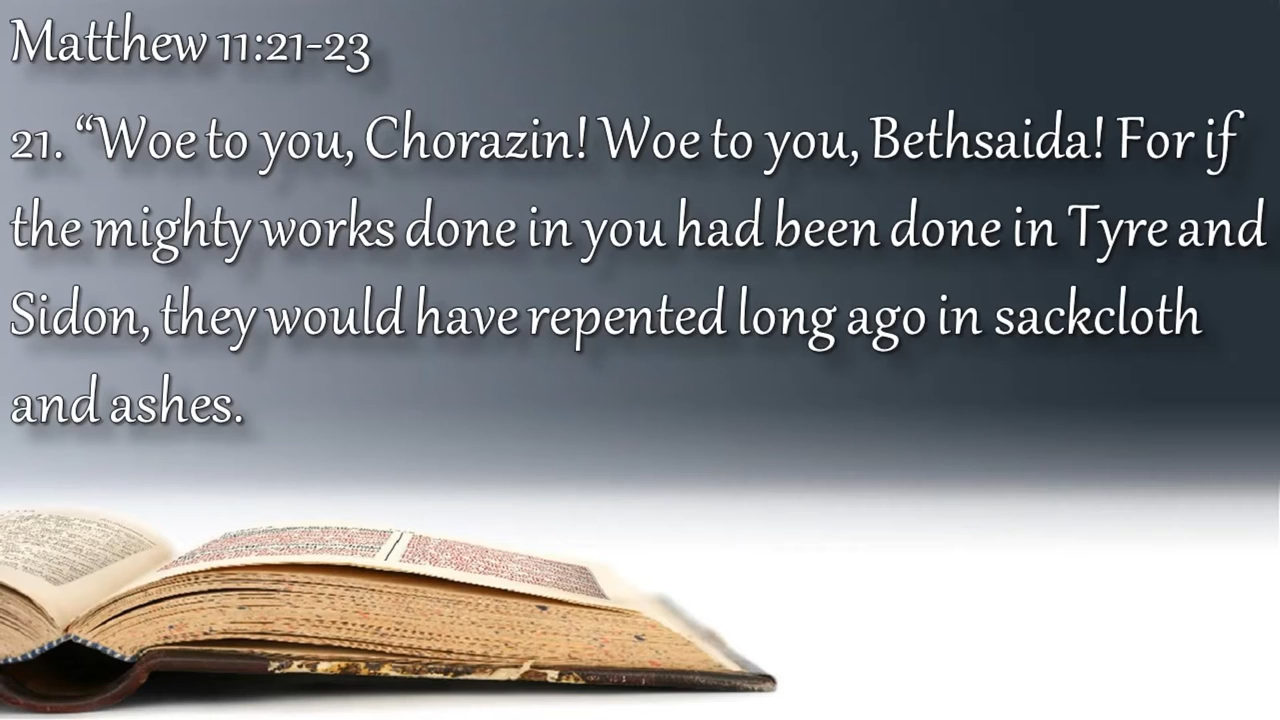 Matthew 11:21-23
21. “Woe to you, Chorazin! Woe to you, Bethsaida! For if
the mighty works done in you had been done in Tyre and
Sidon, they would have repented long ago in sackcloth
and ashes.